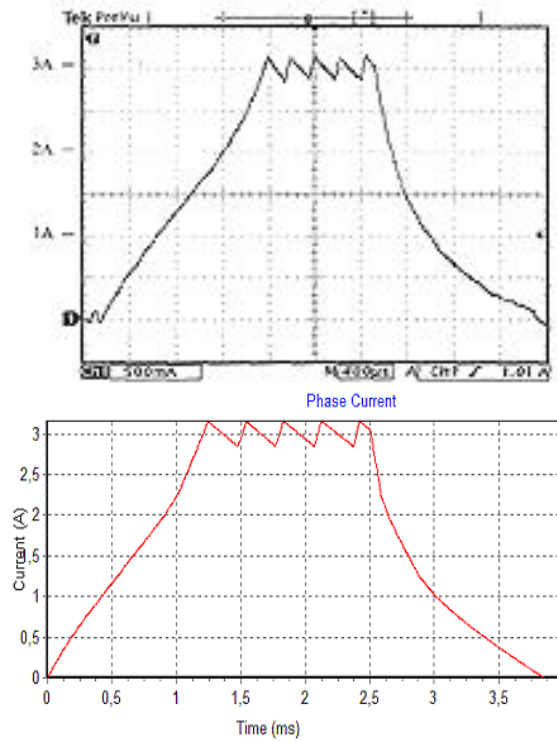 Tek PreVu
3A
2A
1A
1
500mA M 400µs A Ch1 1.01 A
Phase Current
3
2,5
2
1,5
1
0,5
0
Current (A)
0 0,5 1 1,5 2 2,5 3 3,5
Time (ms)